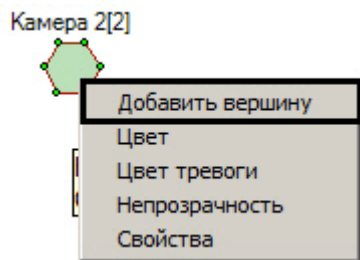 Камера 2[2]
Добавить вершину
Цвет
Цвет тревоги
Непрозрачность
Свойства